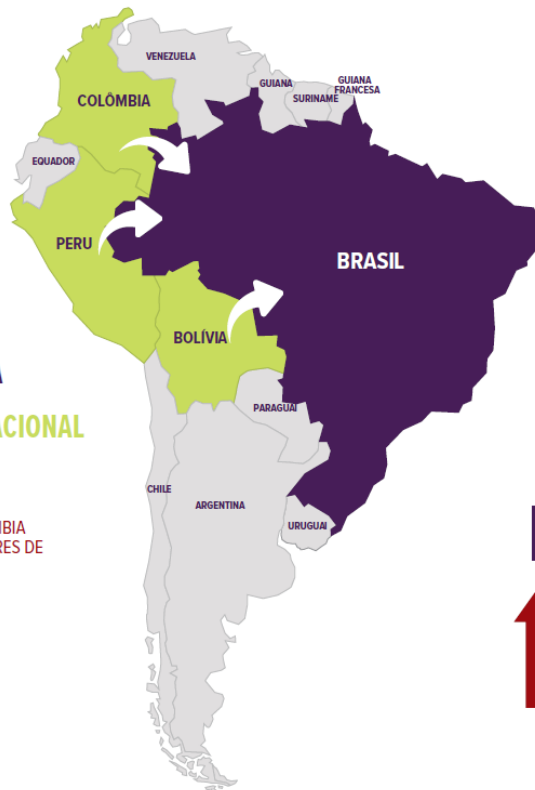 VENEZUELA
COLÔMBIA
GUIANA
SURINAME
GUIANA
FRANCESA
EQUADOR
PERU
BRASIL
BOLÍVIA
PARAGUAI
A
ACIONAL
CHILE
ARGENTINA
URUGUAI
MBIA
RES DE